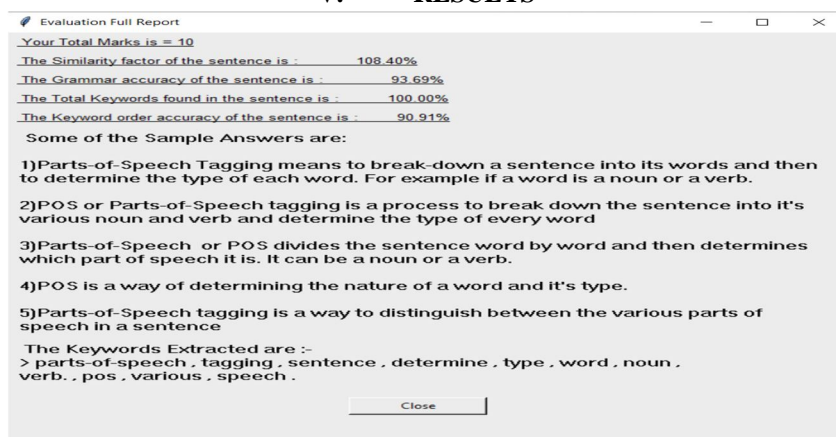 V. RESULTS
Evaluation Full Report
Your Total Marks is = 10
The Similarity factor of the sentence is : 108.40%
The Grammar accuracy of the sentence is : 93.69%
The Total Keywords found in the sentence is : 100.00%
The Keyword order accuracy of the sentence is : 90.91%
Some of the Sample Answers are:
1)Parts-of-Speech Tagging means to break-down a sentence into its words and then
to determine the type of each word. For example if a word is a noun or a verb.
2)POS or Parts-of-Speech tagging is a process to break down the sentence into it's
various noun and verb and determine the type of every word
3)Parts-of-Speech or POS divides the sentence word by word and then determines
which part of speech it is. It can be a noun or a verb.
4)POS is a way of determining the nature of a word and it's type.
5)Parts-of-Speech tagging is a way to distinguish between the various parts of
speech in a sentence
The Keywords Extracted are :-
> parts-of-speech , tagging , sentence , determine , type , word , noun ,
verb. , pos , various , speech .
Close